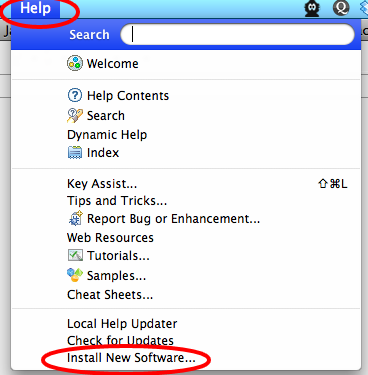 Help
Search
Welcome
Help Contents
Search
Dynamic Help
Index
Key Assist... ⇧⌘L
Tips and Tricks...
Report Bug or Enhancement...
Web Resources
Tutorials...
Samples...
Cheat Sheets...
Local Help Updater
Check for Updates
Install New Software...